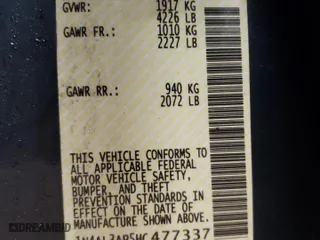 GVWR: 1917 KG
4226 LB
GAWR FR.: 1010 KG
2227 LB
GAWR RR.: 940 KG
2072 LB
THIS VEHICLE CONFORMS TO
ALL APPLICABLE FEDERAL
MOTOR VEHICLE SAFETY,
BUMPER, AND THEFT
PREVENTION STANDARDS IN
EFFECT ON THE DATE OF
MANUFACTURE SHOWN ABOVE.
1N4AL3AP5HC477337
© DREAMBID